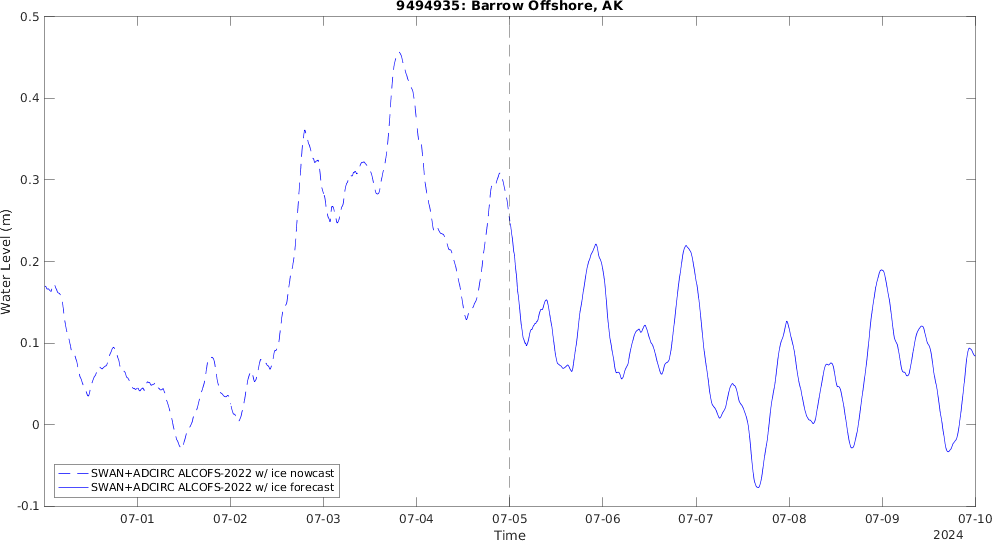 9494935: Barrow Offshore, AK
0.5
0.4
0.3
0.2
0.1
0
-0.1
Water Level (m)
SWAN+ADCIRC ALCOFS-2022 w/ ice nowcast
SWAN+ADCIRC ALCOFS-2022 w/ ice forecast
07-01 07-02 07-03 07-04 07-05 07-06 07-07 07-08 07-09 07-10
Time
2024